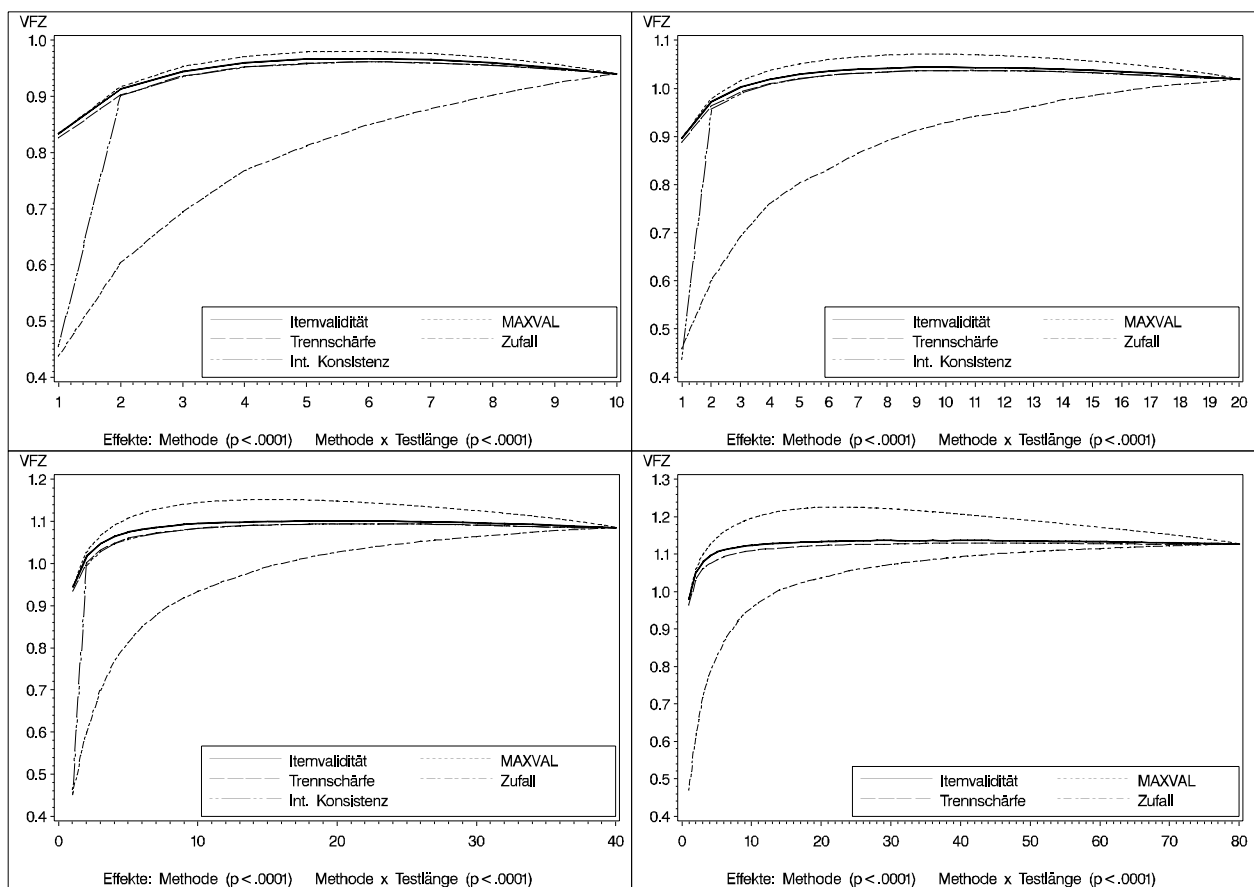 VFZ
1.0
0.9
0.8
0.7
0.6
0.5
0.4
Itemvalidität
MAXVAL
Trennschärfe
Zufall
Int. Konsistenz
1 2 3 4 5 6 7 8 9 10
Effekte: Methode (p<.0001) Methode x Testlänge (p<.0001)
VFZ
1.1
1.0
0.9
0.8
0.7
0.6
0.5
0.4
Itemvalidität
MAXVAL
Trennschärfe
Zufall
Int. Konsistenz
1 2 3 4 5 6 7 8 9 10 11 12 13 14 15 16 17 18 19 20
Effekte: Methode (p<.0001) Methode x Testlänge (p<.0001)
VFZ
1.2
1.1
1.0
0.9
0.8
0.7
0.6
0.5
0.4
Itemvalidität
MAXVAL
Trennschärfe
Zufall
Int. Konsistenz
0 10 20 30 40
Effekte: Methode (p<.0001) Methode x Testlänge (p<.0001)
VFZ
1.3
1.2
1.1
1.0
0.9
0.8
0.7
0.6
0.5
0.4
Itemvalidität
MAXVAL
Trennschärfe
Zufall
0 10 20 30 40 50 60 70 80
Effekte: Methode (p<.0001) Methode x Testlänge (p<.0001)